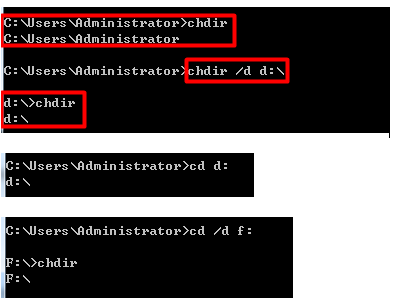 C:\Users\Administrator>chdir
C:\Users\Administrator
C:\Users\Administrator>chdir /d d:\
d:\>chdir
d:\
C:\Users\Administrator>cd d:
d:\
C:\Users\Administrator>cd /d f:
F:\>chdir
F:\